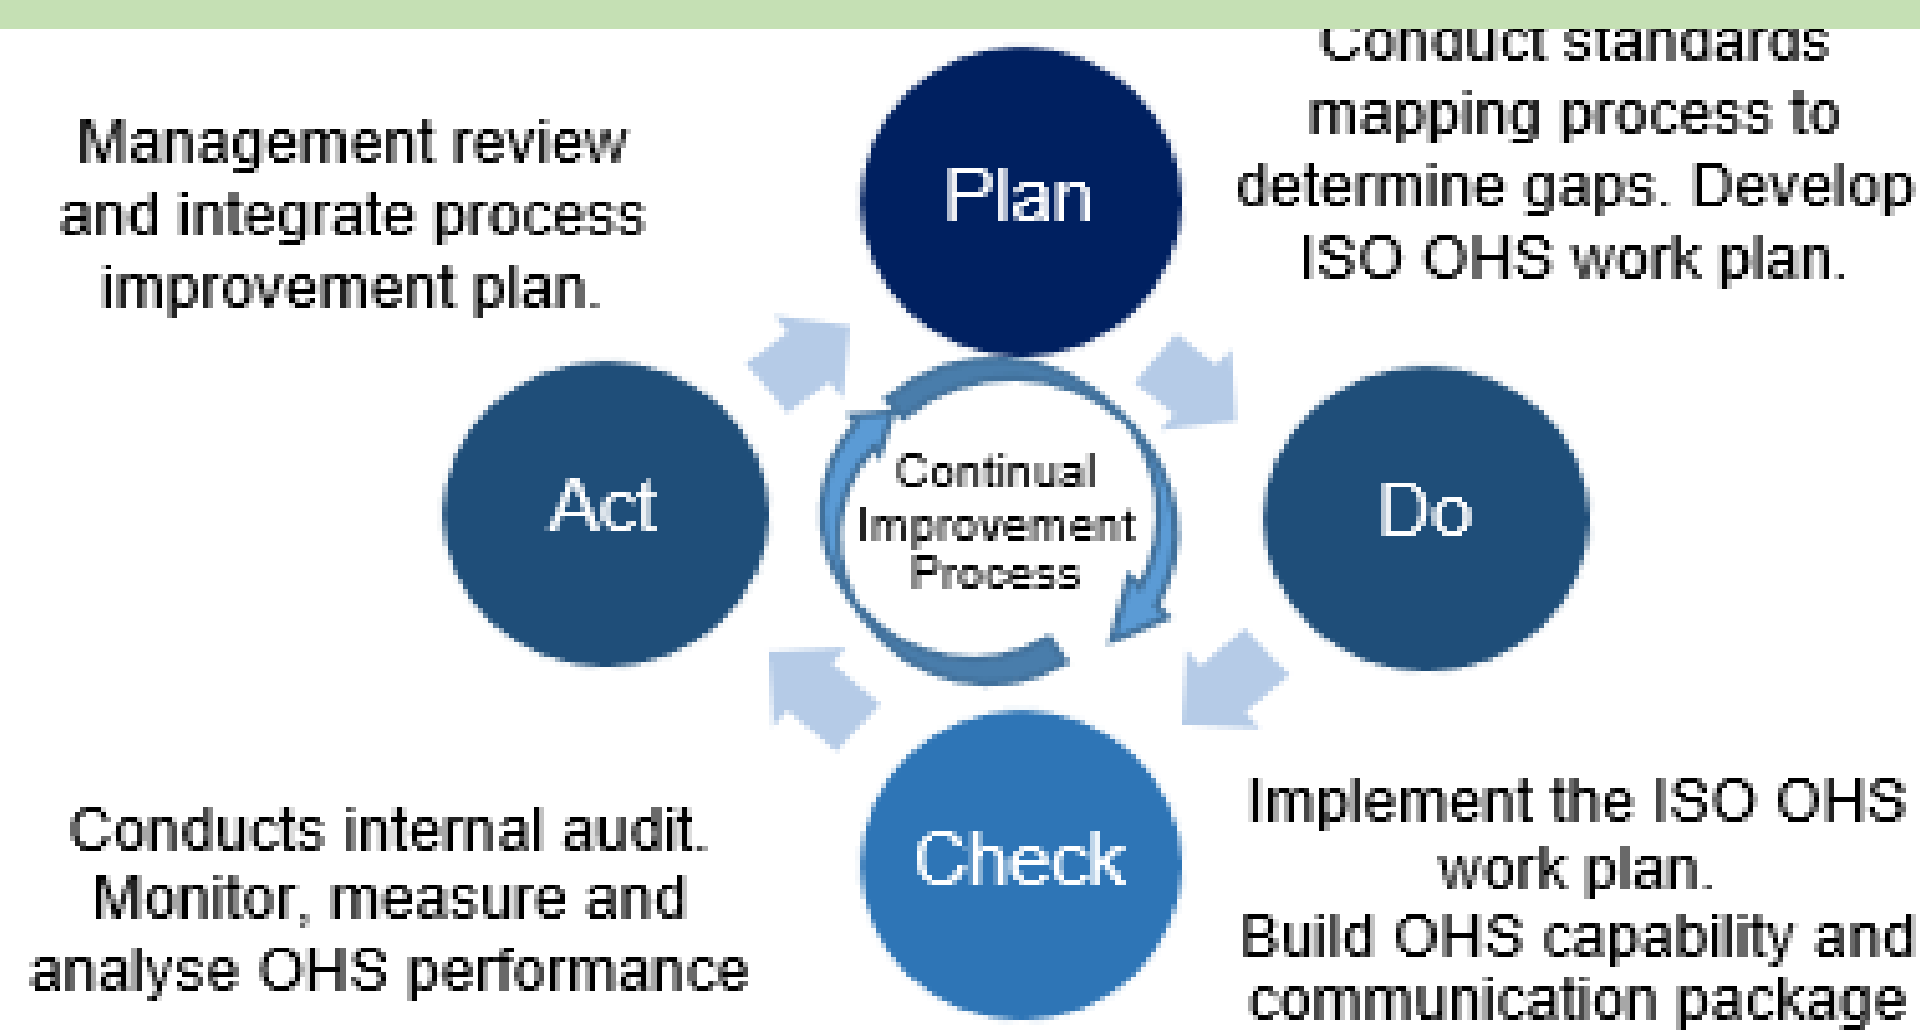 Conduct standards
mapping process to
determine gaps. Develop
ISO OHS work plan.
Management review
and integrate process
improvement plan.
Plan
Act
Do
Continual
Improvement
Process
Check
Conducts internal audit.
Monitor, measure and
analyse OHS performance
Implement the ISO OHS
work plan.
Build OHS capability and
communication package